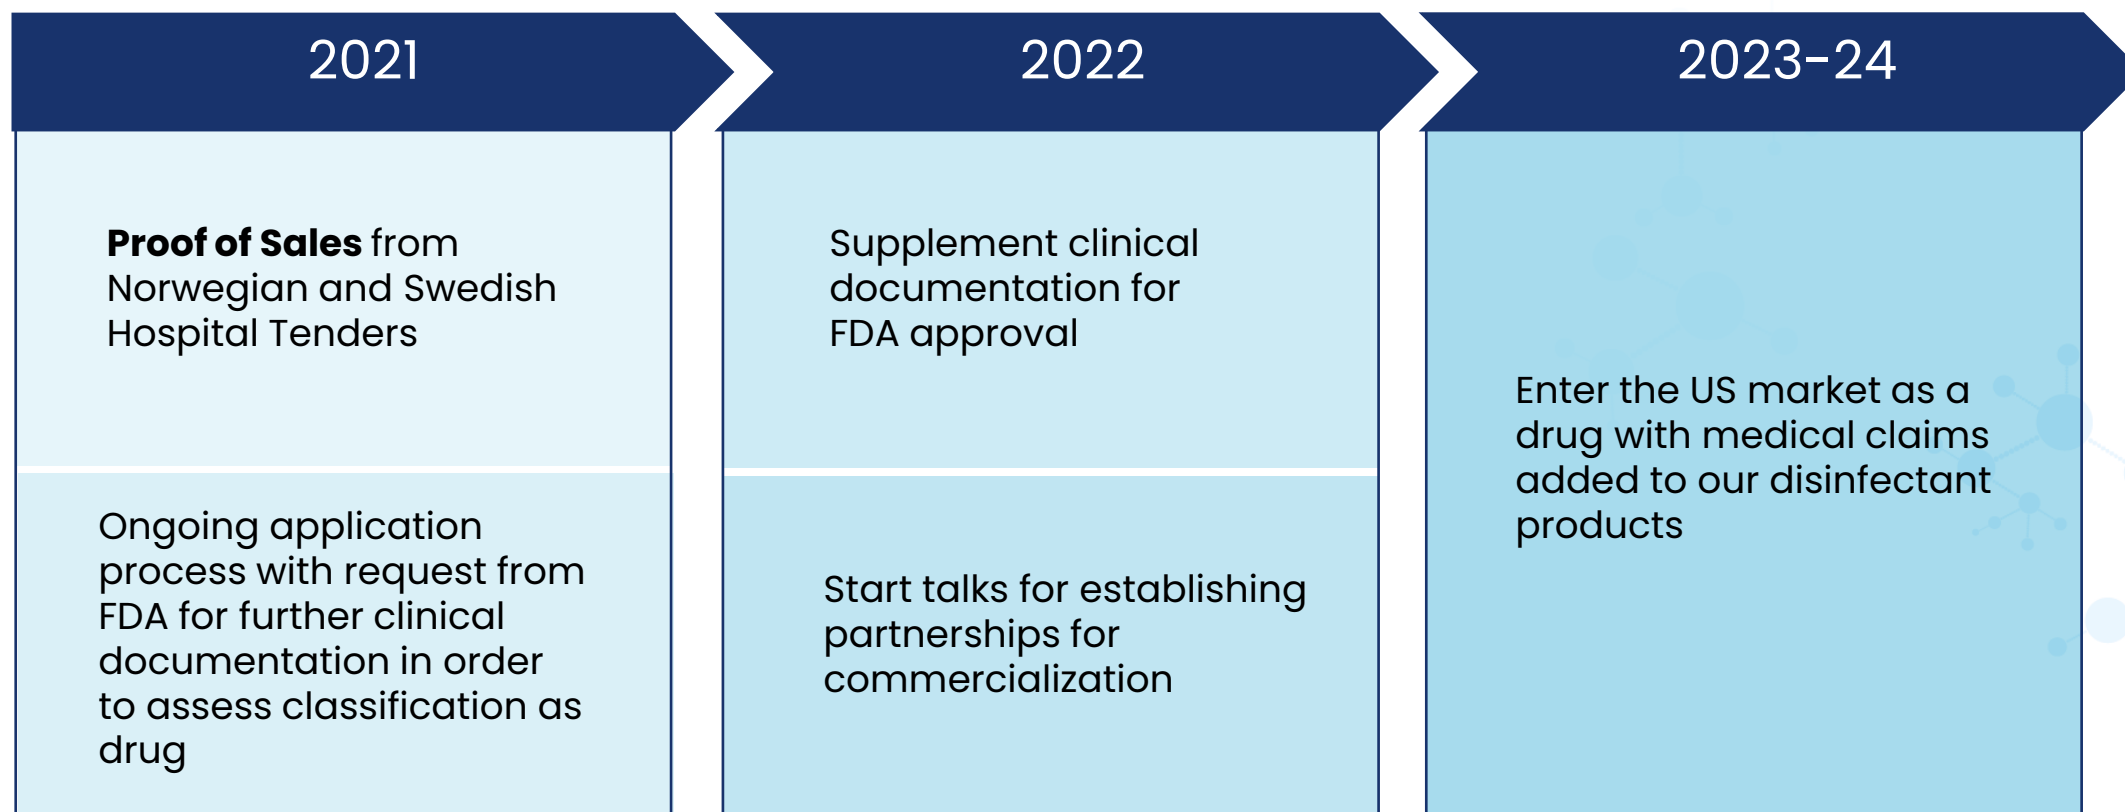 2021
Proof of Sales from
Norwegian and Swedish
Hospital Tenders
Ongoing application
process with request from
FDA for further clinical
documentation in order
to assess classification as
drug
2022
Supplement clinical
documentation for
FDA approval
Start talks for establishing
partnerships for
commercialization
2023-24
Enter the US market as a
drug with medical claims
added to our disinfectant
products